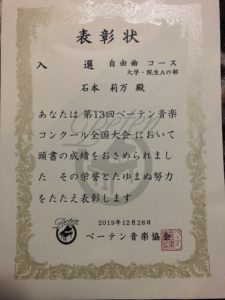 表彰状
入　選　自由曲 コース
大学・院生Aの部
石本　莉万　殿
あなたは 第13回ベーテン音楽
コンクール全国大会 において
頭書の成績をおさめられまし
た　その栄誉とたゆまぬ努力
をたたえ表彰します
2019年12月28日
ベーテン音楽協会
Beten